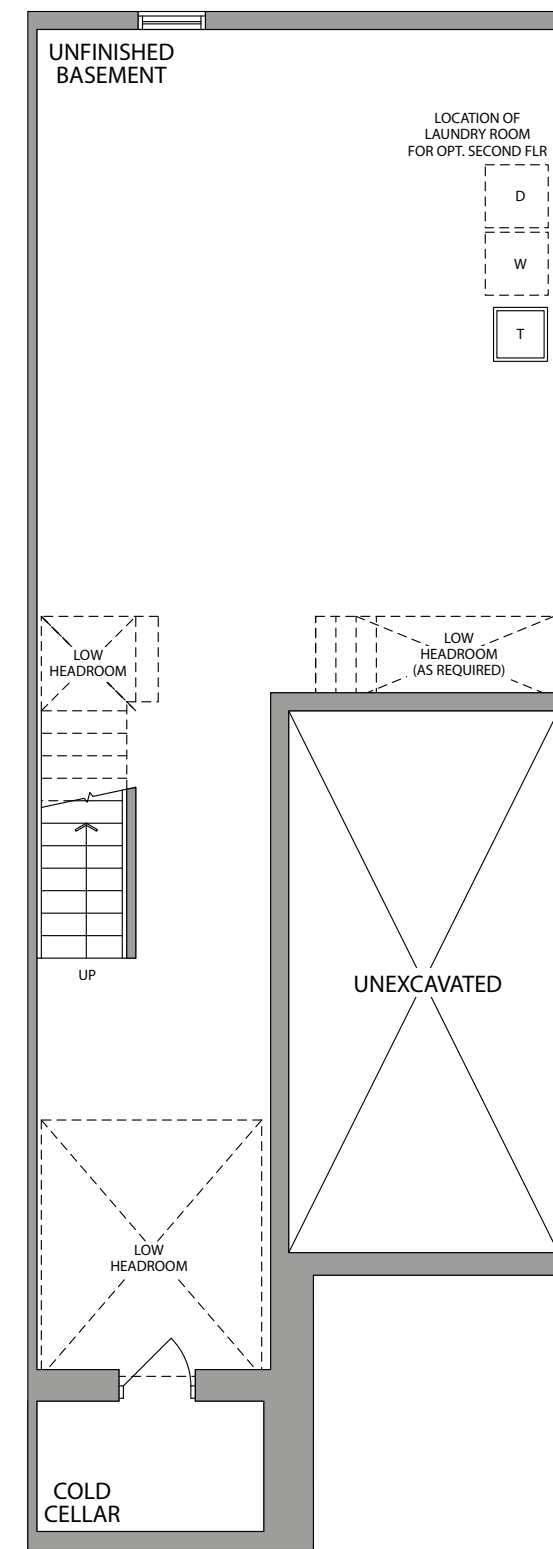 UNFINISHED
BASEMENT
LOCATION OF
LAUNDRY ROOM
FOR OPT. SECOND FLR
D
W
T
LOW
HEADROOM
LOW
HEADROOM
(AS REQUIRED)
UP
UNEXCAVATED
LOW
HEADROOM
COLD
CELLAR